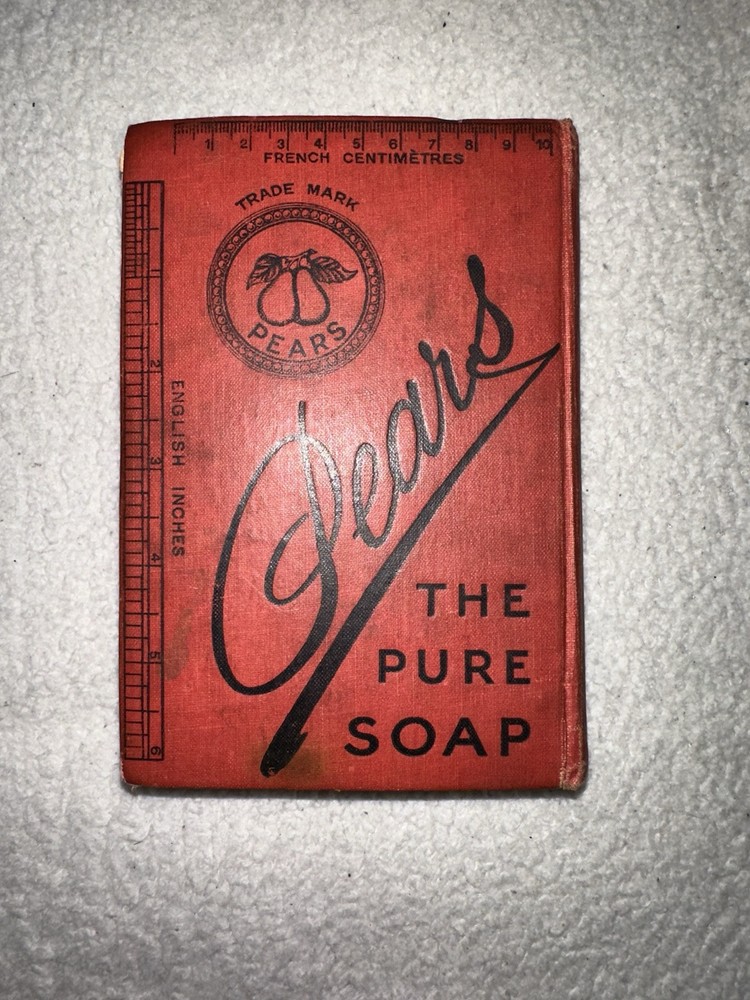 1 2 3 4 5 6 7 8 9 10
FRENCH CENTIMÈTRES
TRADE MARK
PEARS
2 3 4 5 6
ENGLISH INCHES
Pears
THE
PURE
SOAP